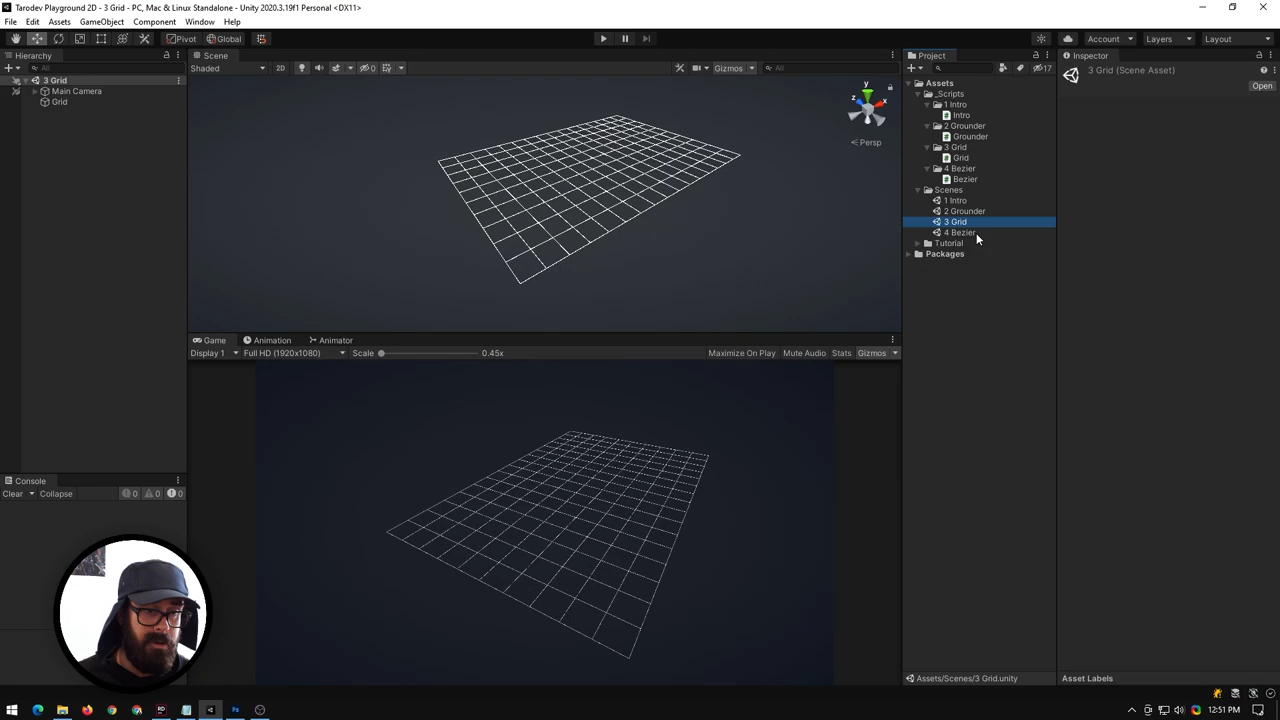 Tarodev Playground 2D - 3 Grid - PC, Mac & Linux Standalone - Unity 2020.3.19f1 Personal <DX11>
File Edit Assets GameObject Component Window Help
Pivot Global Account Layers Layout
Hierarchy
All
3 Grid
Main Camera
Grid
Scene
Shaded 2D 0 Gizmos All
y
z x
Persp
Game Animation Animator
Display 1 Full HD (1920x1080) Scale 0.45x Maximize On Play Mute Audio Stats Gizmos
Console
Clear Collapse 0 0 0
Project
17
Assets
_Scripts
1 Intro
Intro
2 Grounder
Grounder
3 Grid
Grid
4 Bezier
Bezier
Scenes
1 Intro
2 Grounder
3 Grid
4 Bezier
Tutorial
Packages
Assets/Scenes/3 Grid.unity
Inspector
3 Grid (Scene Asset)
Open
Asset Labels
12:51 PM